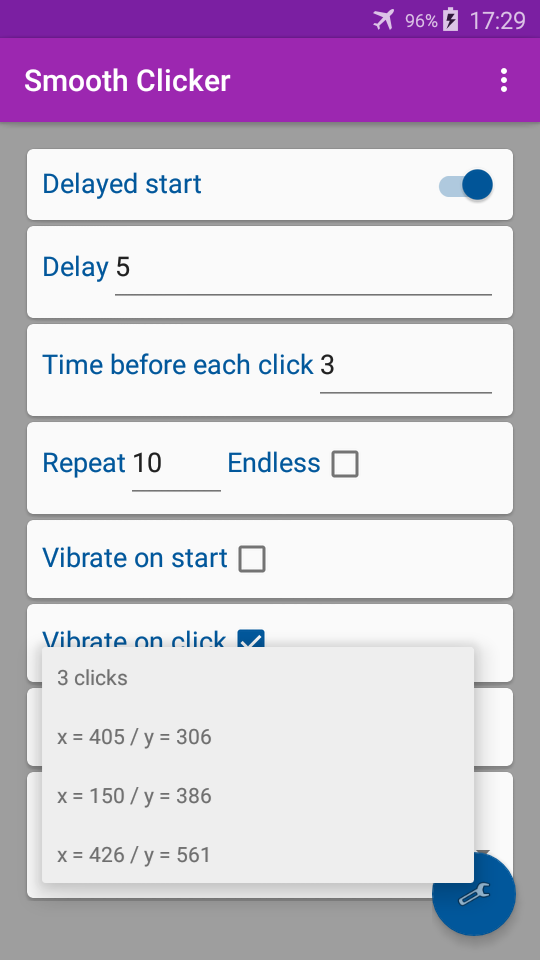 96% 17:29
Smooth Clicker
Delayed start
Delay 5
Time before each click 3
Repeat 10 Endless
Vibrate on start
Vibrate on click
3 clicks
x = 405 / y = 306
x = 150 / y = 386
x = 426 / y = 561